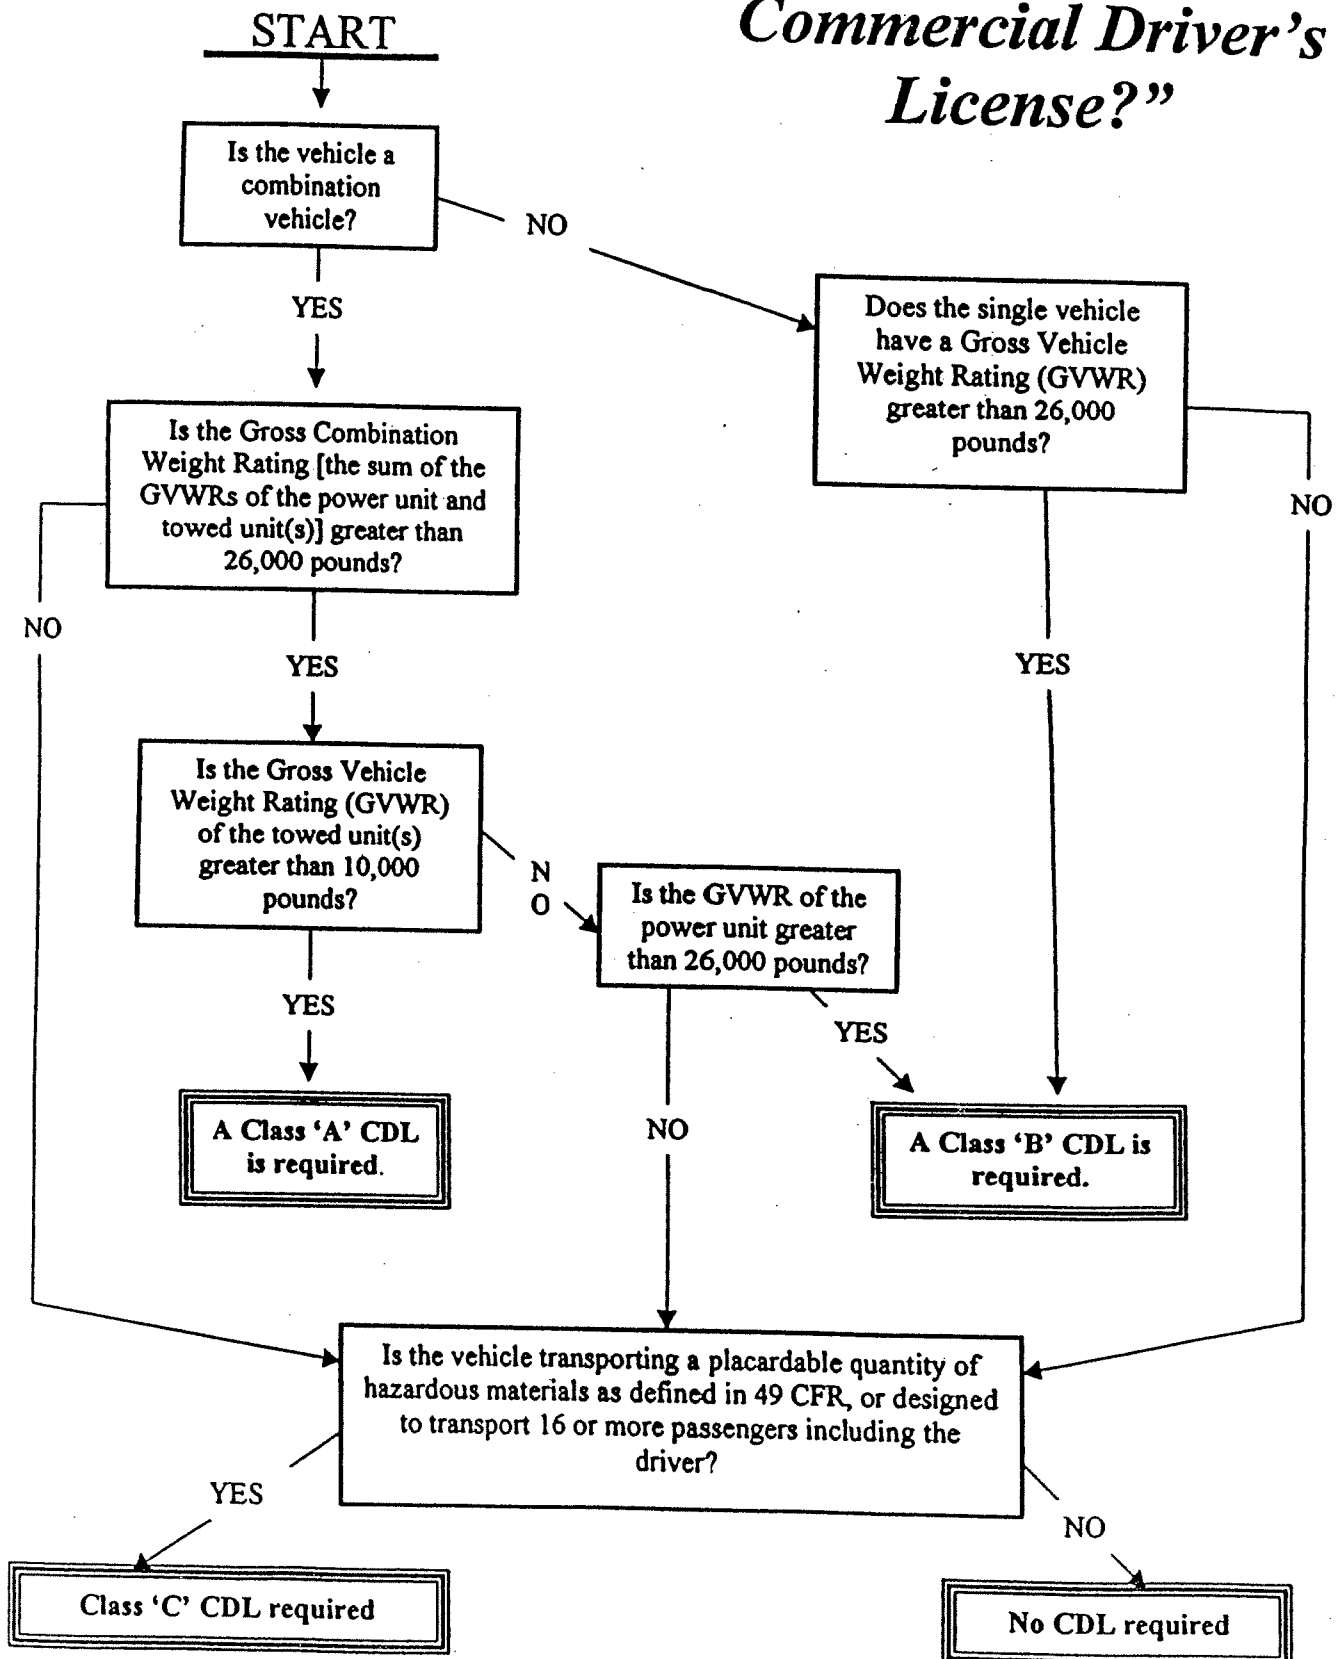 Commercial Driver's
License?”
START
Is the vehicle a
combination
vehicle?
NO
YES
Does the single vehicle
have a Gross Vehicle
Weight Rating (GVWR)
greater than 26,000
pounds?
NO
YES
Is the Gross Combination
Weight Rating [the sum of the
GVWRs of the power unit and
towed unit(s)] greater than
26,000 pounds?
NO
YES
Is the Gross Vehicle
Weight Rating (GVWR)
of the towed unit(s)
greater than 10,000
pounds?
N
O
YES
Is the GVWR of the
power unit greater
than 26,000 pounds?
YES
NO
A Class ‘A’ CDL
is required.
A Class ‘B’ CDL is
required.
Is the vehicle transporting a placardable quantity of
hazardous materials as defined in 49 CFR, or designed
to transport 16 or more passengers including the
driver?
YES
NO
Class ‘C’ CDL required
No CDL required